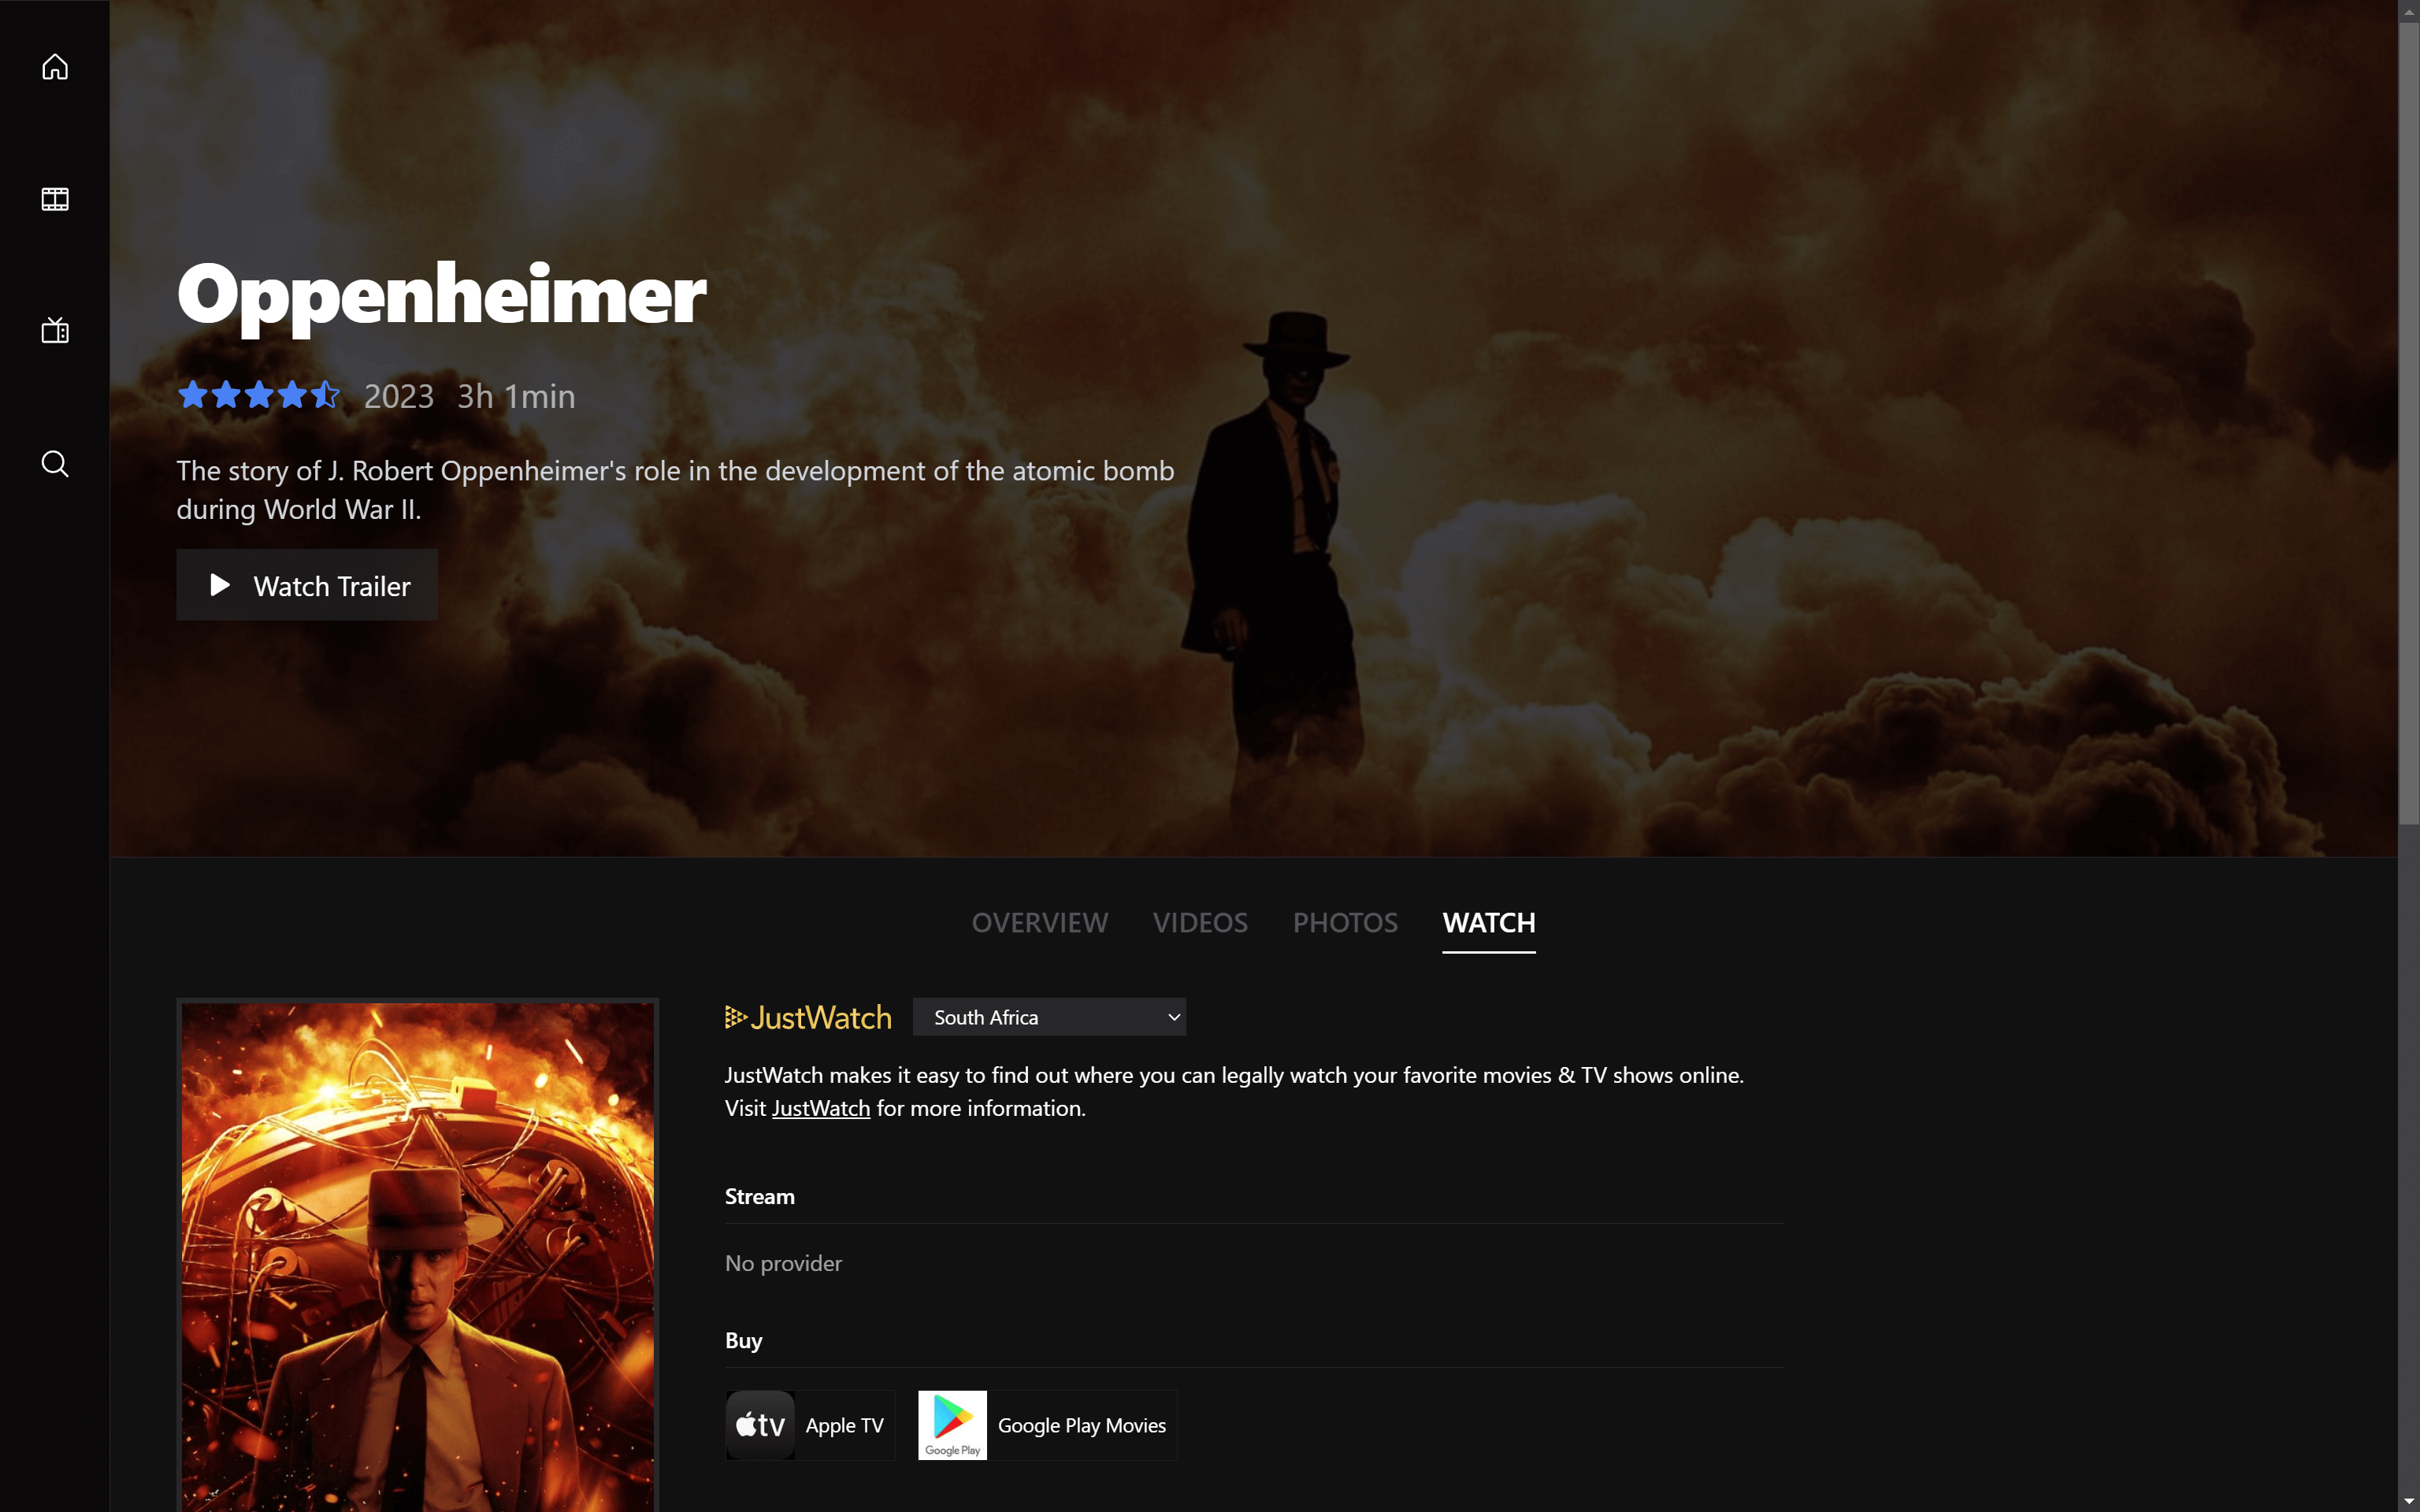 Oppenheimer
2023 3h 1min
The story of J. Robert Oppenheimer's role in the development of the atomic bomb
during World War II.
Watch Trailer
OVERVIEW VIDEOS PHOTOS WATCH
JustWatch South Africa
JustWatch makes it easy to find out where you can legally watch your favorite movies & TV shows online.
Visit JustWatch for more information.
Stream
No provider
Buy
tv Apple TV Google Play Google Play Movies